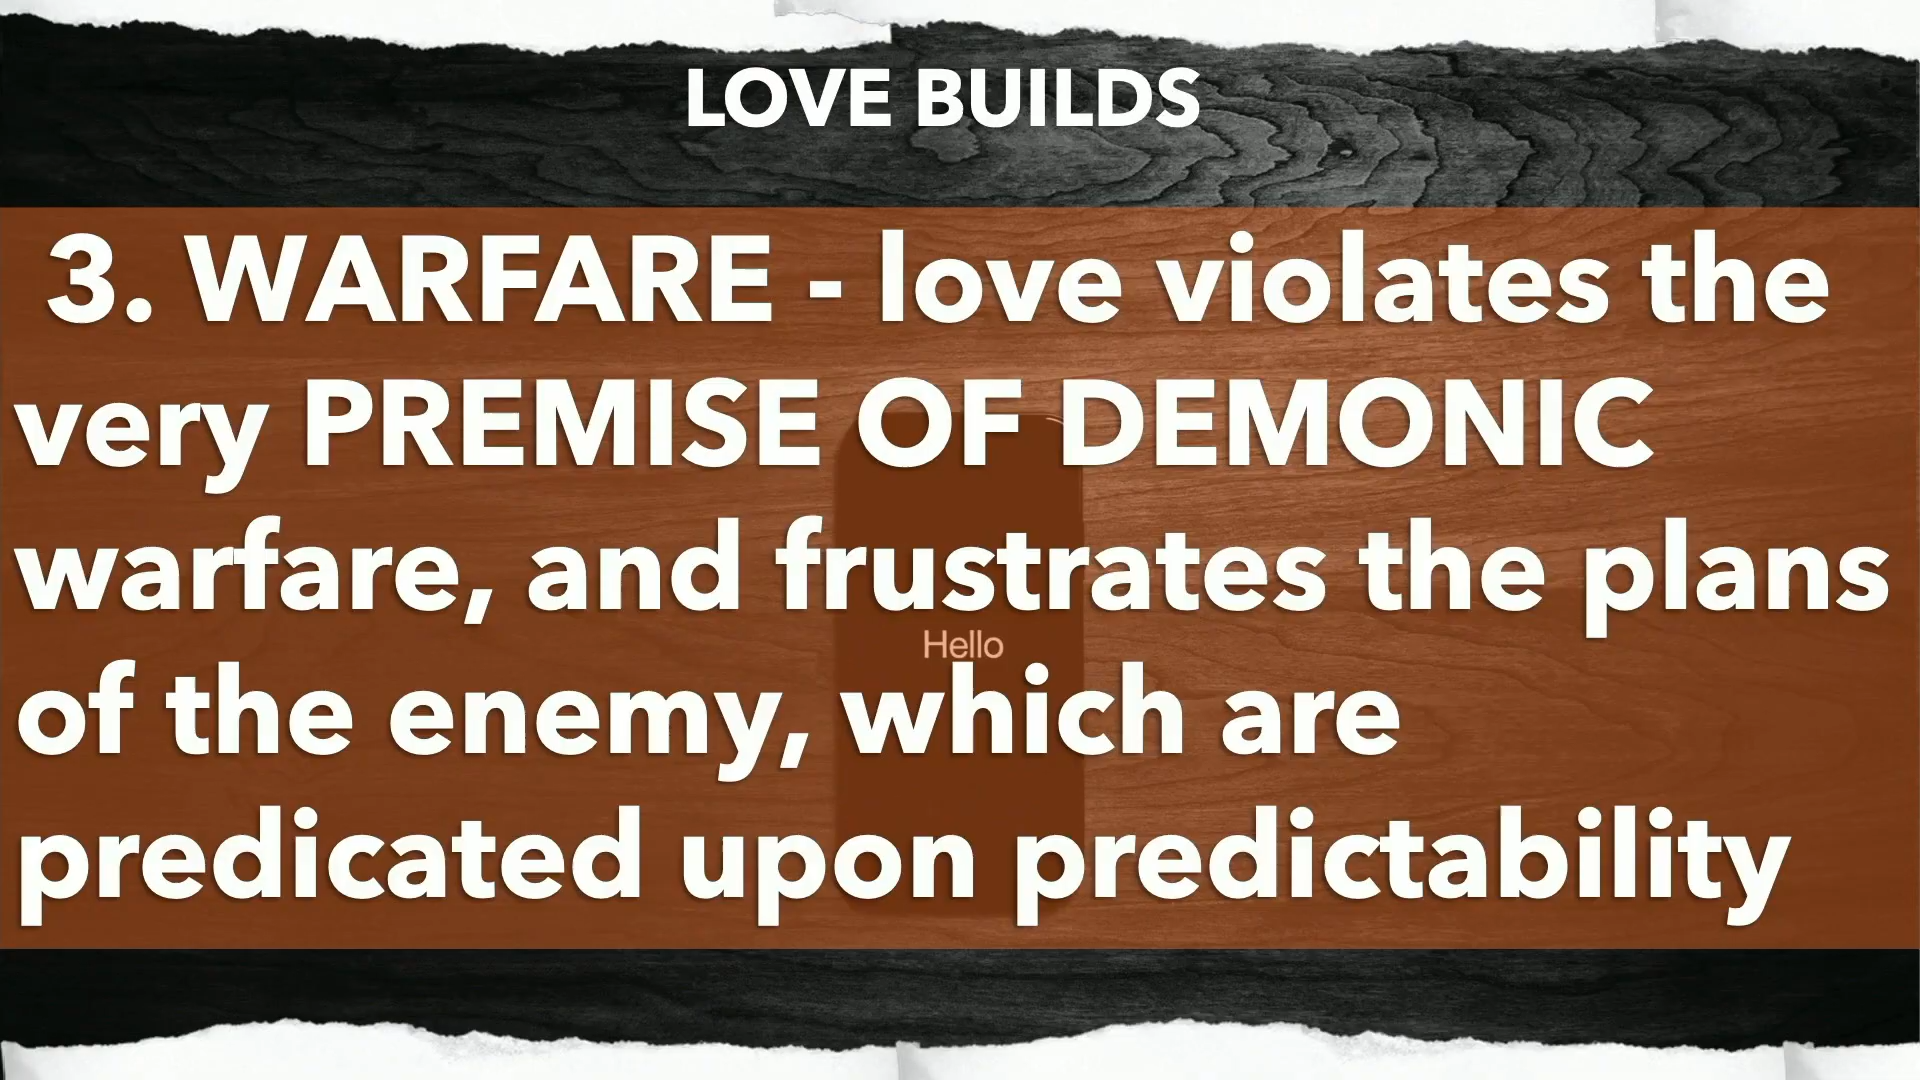 LOVE BUILDS
3. WARFARE - love violates the
very PREMISE OF DEMONIC
warfare, and frustrates the plans
Hello
of the enemy, which are
predicated upon predictability